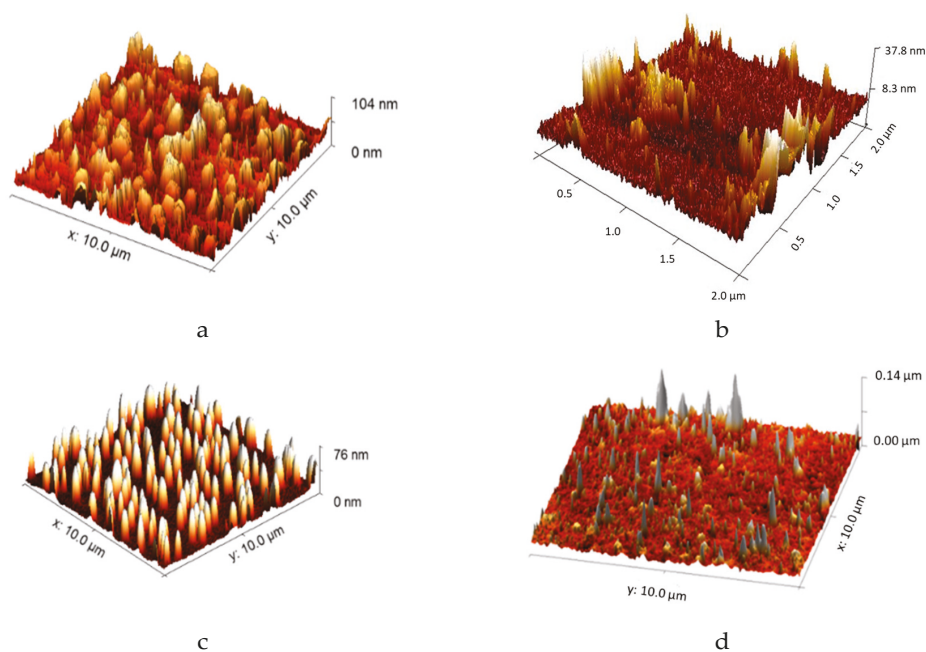 104 nm
0 nm
x: 10.0 µm
y: 10.0 µm
a
37.8 nm
8.3 nm
2.0 µm
1.5
1.0
0.5
0.5
1.0
1.5
2.0 µm
b
76 nm
0 nm
x: 10.0 µm
y: 10.0 µm
c
0.14 µm
0.00 µm
x: 10.0 µm
y: 10.0 µm
d